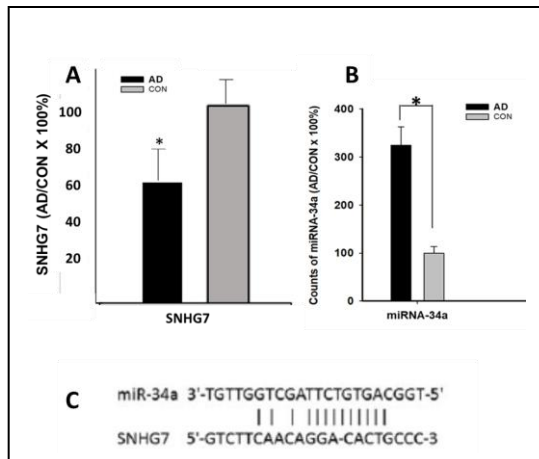 A
AD
CON
SNHG7 (AD/CON X 100%)
100
80
60
40
20
*
SNHG7
B
AD
CON
Counts of miRNA-34a (AD/CON x 100%)
400
300
200
100
0
*
miRNA-34a
C
miR-34a 3'-TGTTGGTCGATTCTGTGACGGT-5'
SNHG7 5'-GTCTTCAACAGGA-CACTGCCC-3